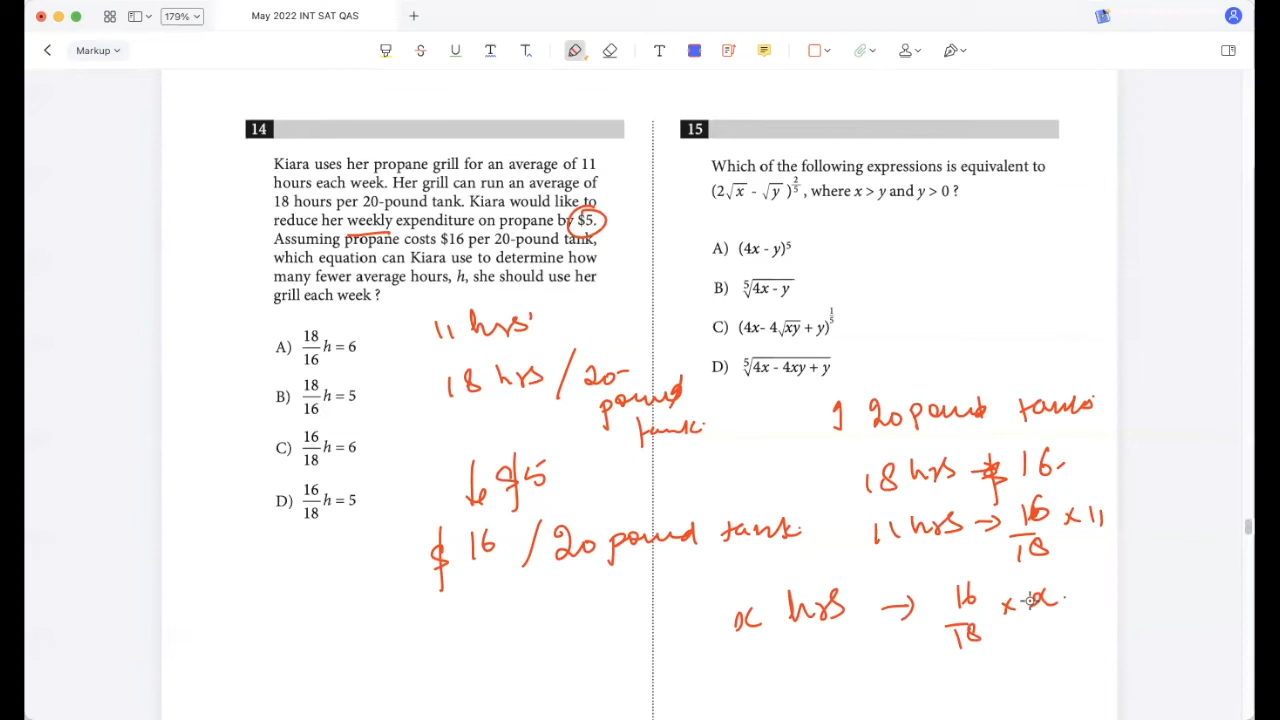 May 2022 INT SAT QAS
179%
Markup
14
Kiara uses her propane grill for an average of 11
hours each week. Her grill can run an average of
18 hours per 20-pound tank. Kiara would like to
reduce her weekly expenditure on propane by $5.
Assuming propane costs $16 per 20-pound tank,
which equation can Kiara use to determine how
many fewer average hours, h, she should use her
grill each week ?
A) 18/16 h = 6
B) 18/16 h = 5
C) 16/18 h = 6
D) 16/18 h = 5
11 hrs
18 hrs / 20-
pound
tank
↓ $5
$ 16 / 20 pound tank
15
Which of the following expressions is equivalent to
(2√x - √y )^(2/5) , where x > y and y > 0 ?
A) (4x - y)⁵
B) ⁵√(4x - y)
C) (4x- 4√xy + y)^(1/5)
D) ⁵√(4x - 4xy + y)
1 20 pound tank
18 hrs → $ 16
11 hrs → 16/18 × 11
x hrs → 16/18 × x